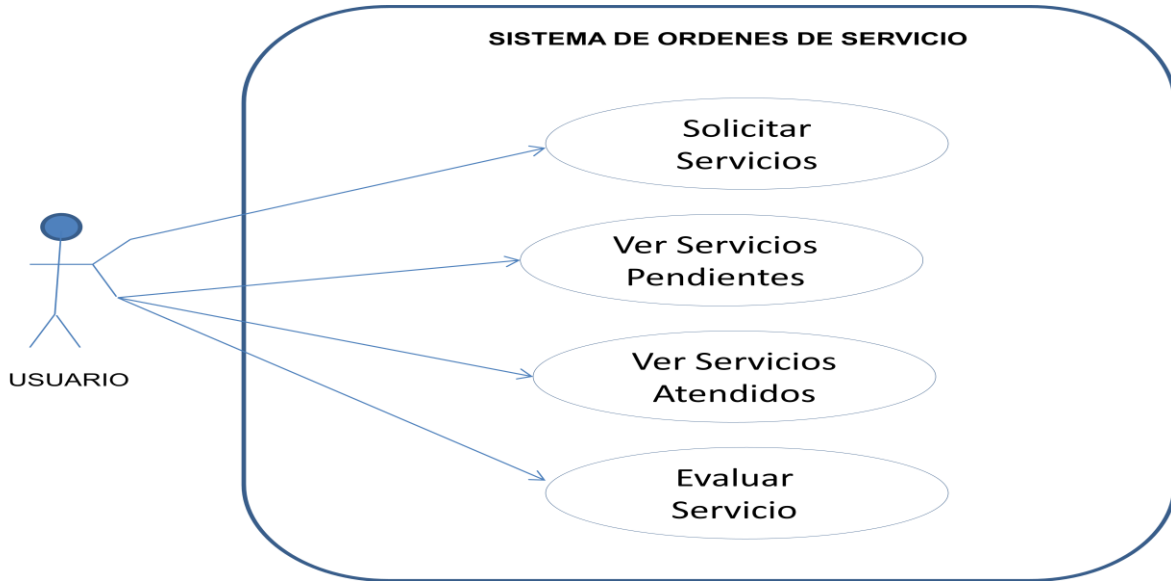 SISTEMA DE ORDENES DE SERVICIO
Solicitar
Servicios
Ver Servicios
Pendientes
Ver Servicios
Atendidos
Evaluar
Servicio
USUARIO